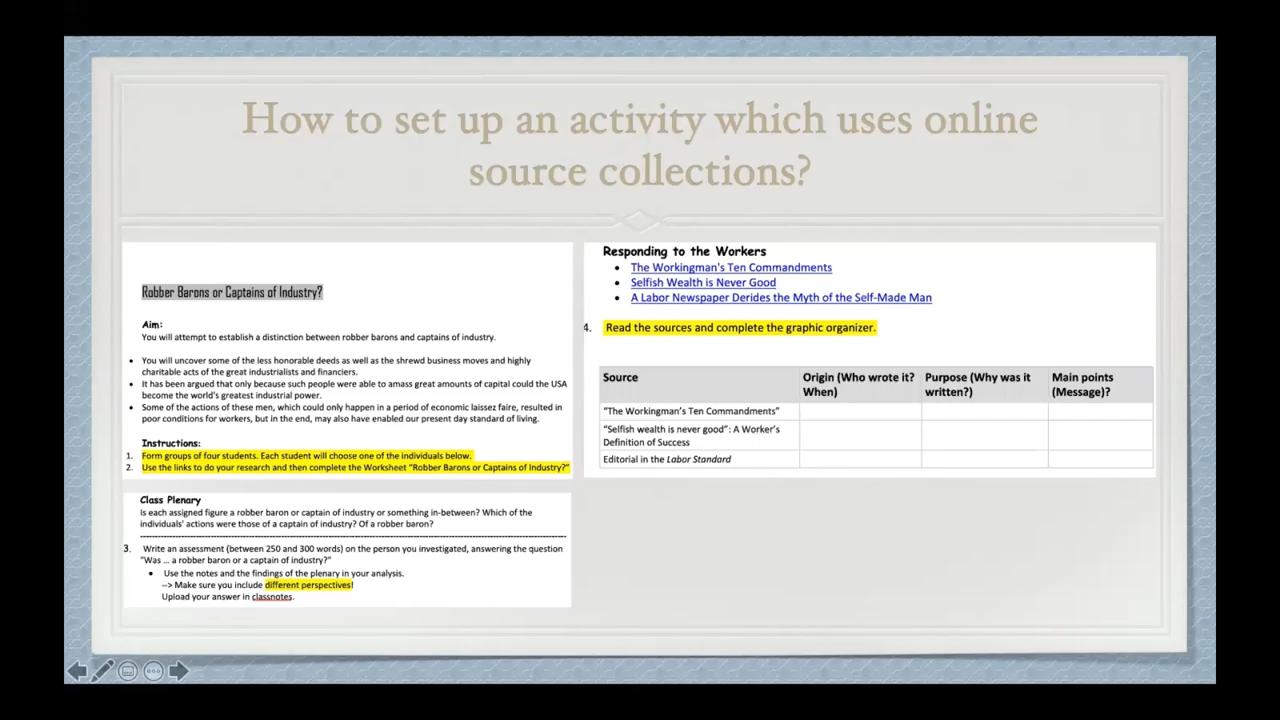 How to set up an activity which uses online
source collections?
Robber Barons or Captains of Industry?
Aim:
You will attempt to establish a distinction between robber barons and captains of industry.
• You will uncover some of the less honorable deeds as well as the shrewd business moves and highly
charitable acts of the great industrialists and financiers.
• It has been argued that only because such people were able to amass great amounts of capital could the USA
become the world's greatest industrial power.
• Some of the actions of these men, which could only happen in a period of economic laissez faire, resulted in
poor conditions for workers, but in the end, may also have enabled our present day standard of living.
Instructions:
1. Form groups of four students. Each student will choose one of the individuals below.
2. Use the links to do your research and then complete the Worksheet "Robber Barons or Captains of Industry?"
Class Plenary
Is each assigned figure a robber baron or captain of industry or something in-between? Which of the
individuals' actions were those of a captain of industry? Of a robber baron?
3. Write an assessment (between 250 and 300 words) on the person you investigated, answering the question
"Was ... a robber baron or a captain of industry?"
• Use the notes and the findings of the plenary in your analysis.
--> Make sure you include different perspectives!
Upload your answer in classnotes.
Responding to the Workers
• The Workingman's Ten Commandments
• Selfish Wealth is Never Good
• A Labor Newspaper Derides the Myth of the Self-Made Man
4. Read the sources and complete the graphic organizer.
Source Origin (Who wrote it? Purpose (Why was it Main points
When) written?) (Message)?
"The Workingman's Ten Commandments"
"Selfish wealth is never good": A Worker's
Definition of Success
Editorial in the Labor Standard